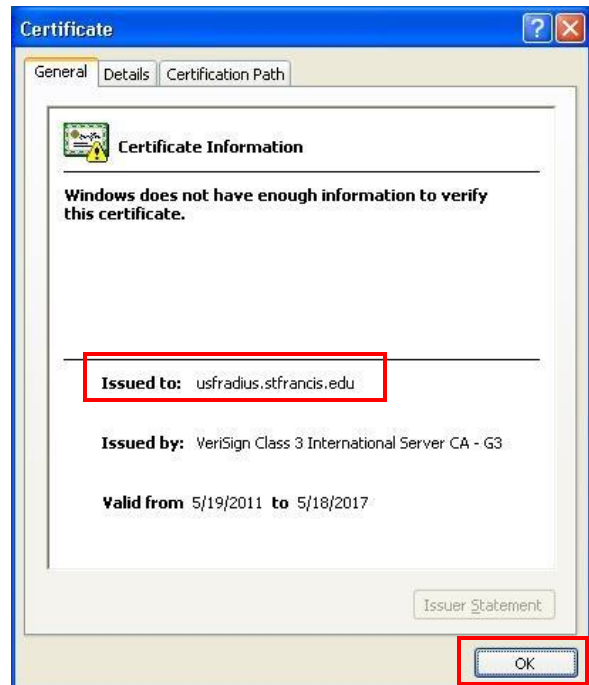 Certificate
General Details Certification Path
Certificate Information
Windows does not have enough information to verify
this certificate.
Issued to: usfradius.stfrancis.edu
Issued by: VeriSign Class 3 International Server CA - G3
Valid from 5/19/2011 to 5/18/2017
Issuer Statement
OK